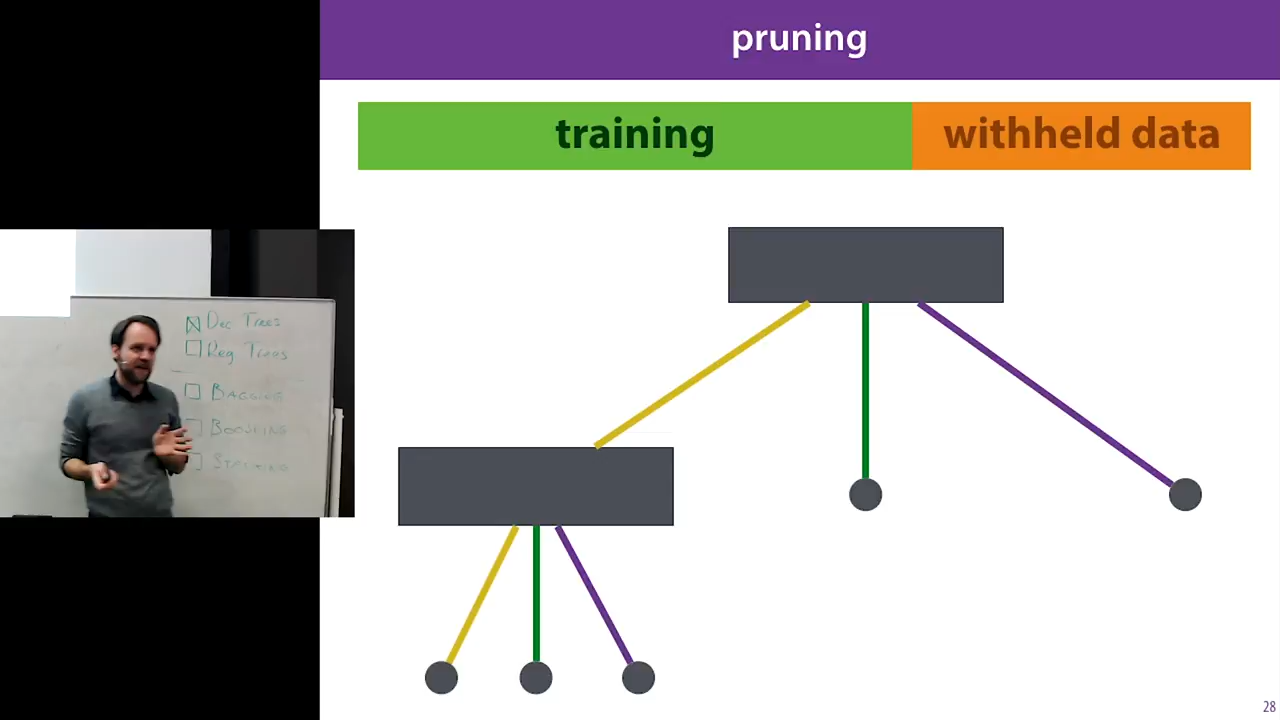 pruning
training
withheld data
Dec Trees
Reg Trees
BAGGING
BOOSTING
STACKING
28